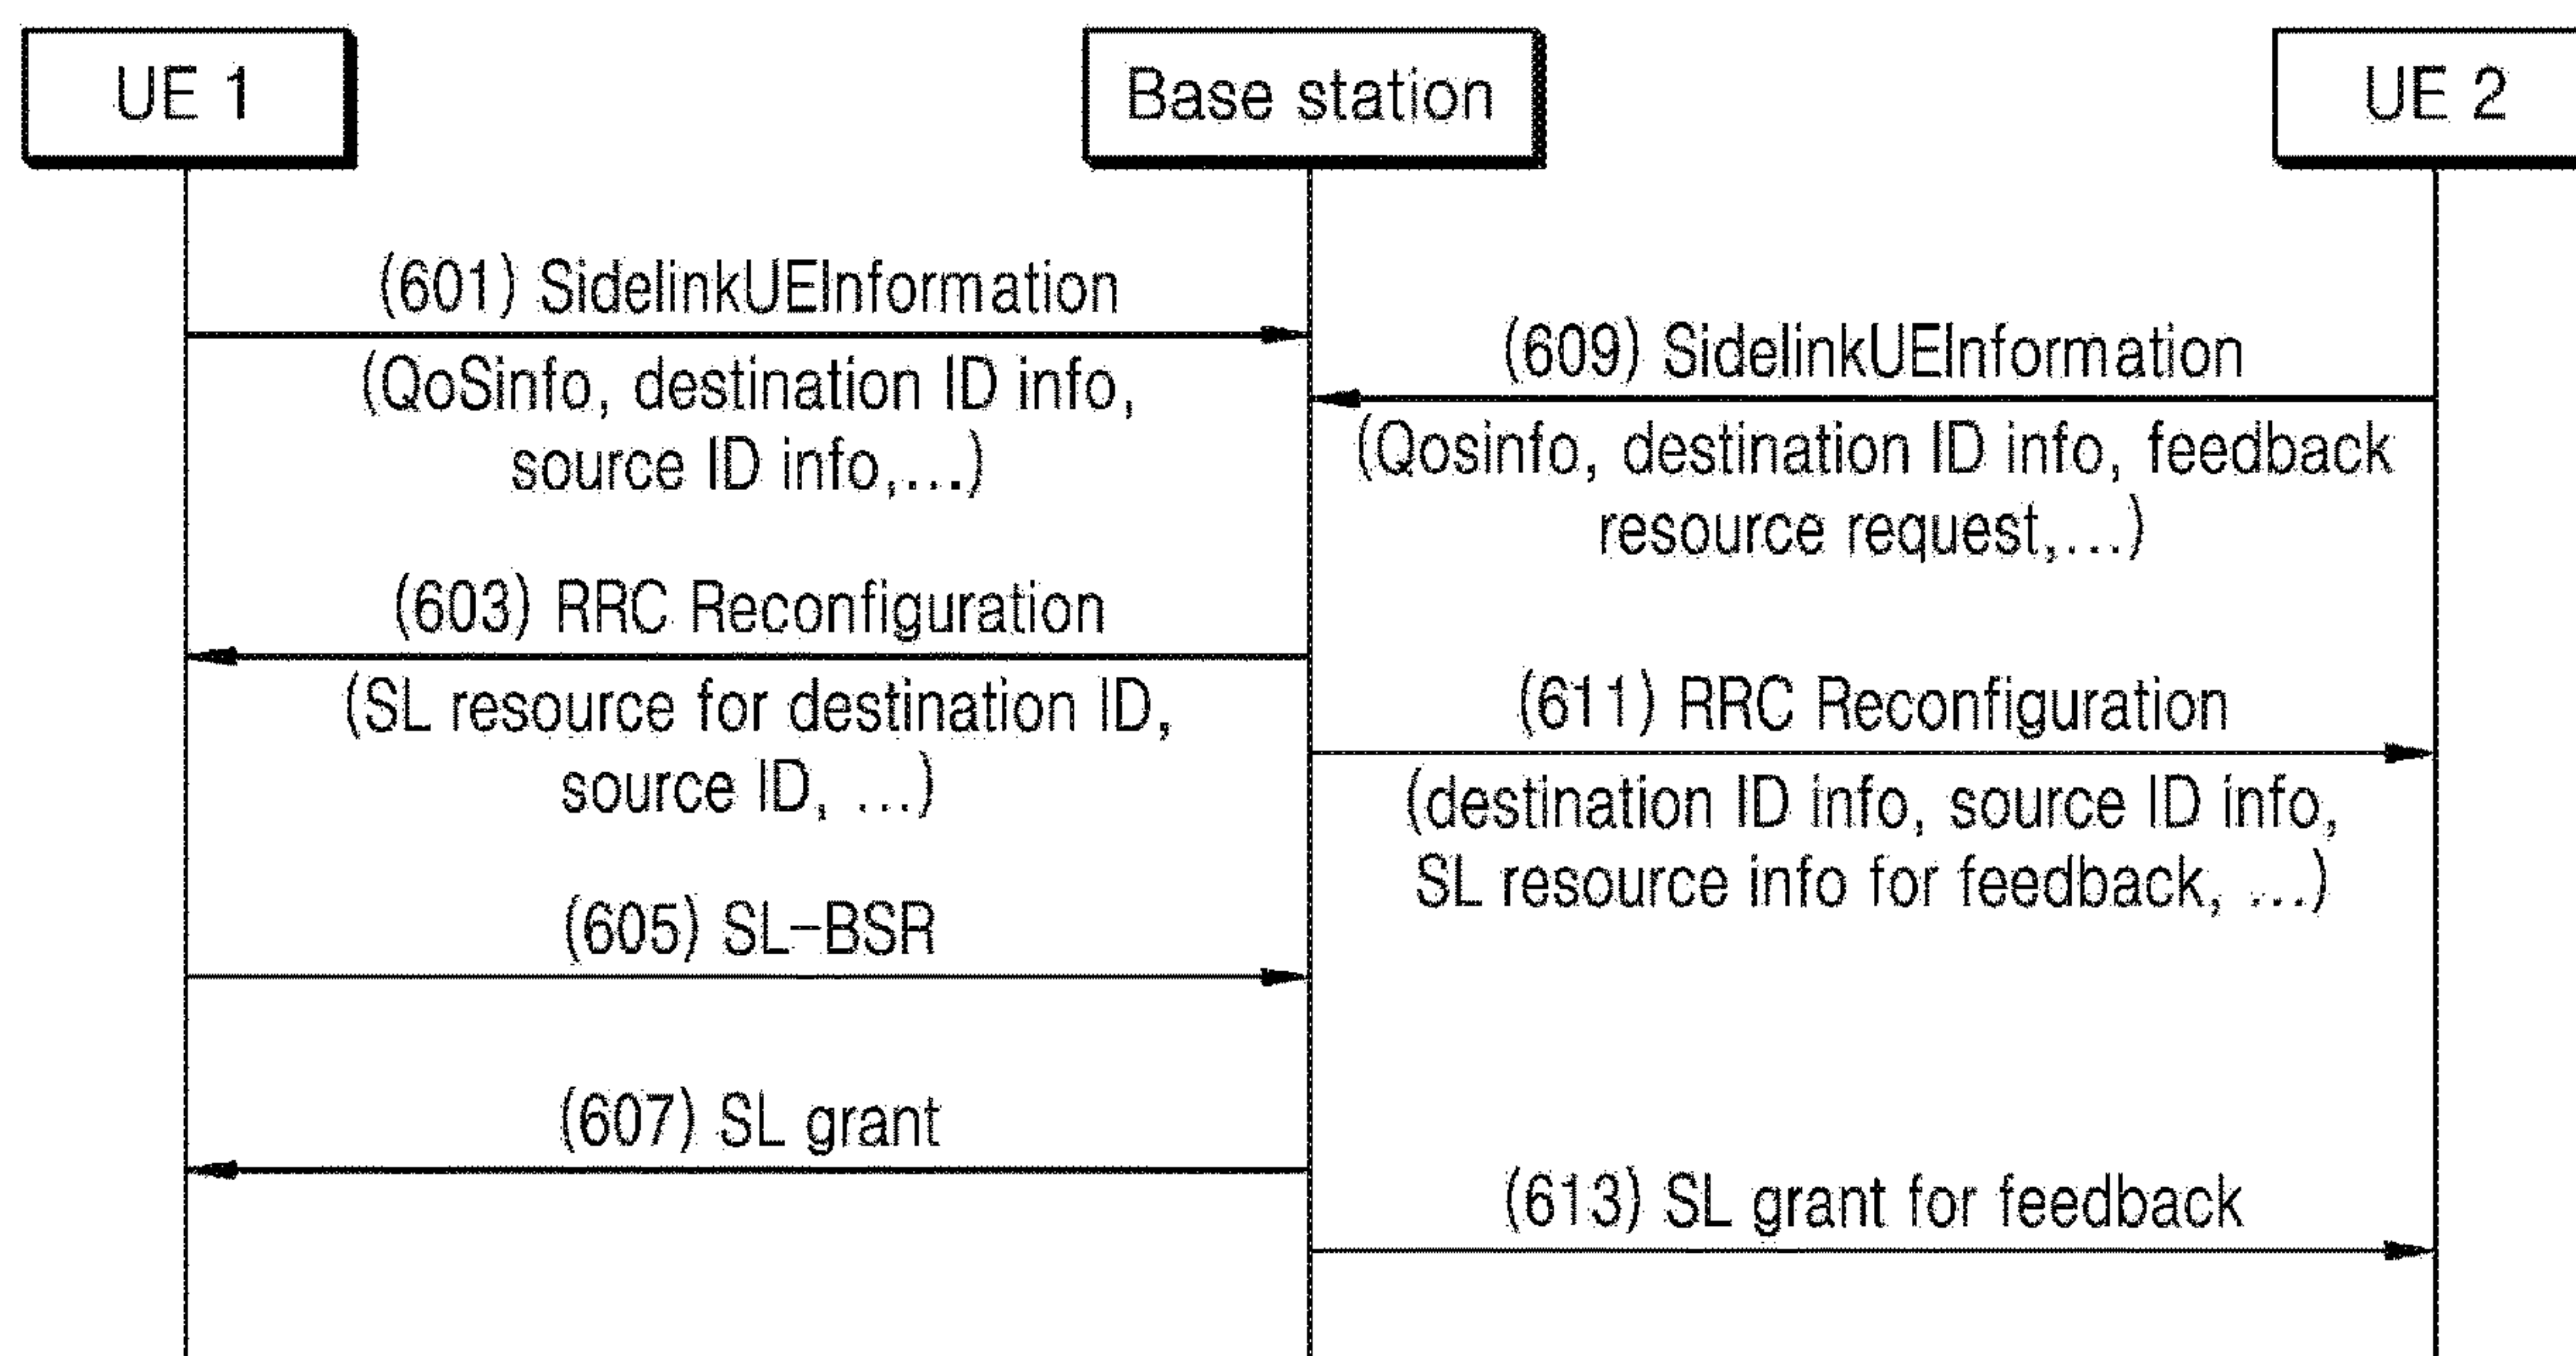 UE 1
Base station
UE 2
(601) SidelinkUEInformation
(QoSinfo, destination ID info,
source ID info,...)
(609) SidelinkUEInformation
(Qosinfo, destination ID info, feedback
resource request,...)
(603) RRC Reconfiguration
(SL resource for destination ID,
source ID, ...)
(611) RRC Reconfiguration
(destination ID info, source ID info,
SL resource info for feedback, ...)
(605) SL-BSR
(607) SL grant
(613) SL grant for feedback